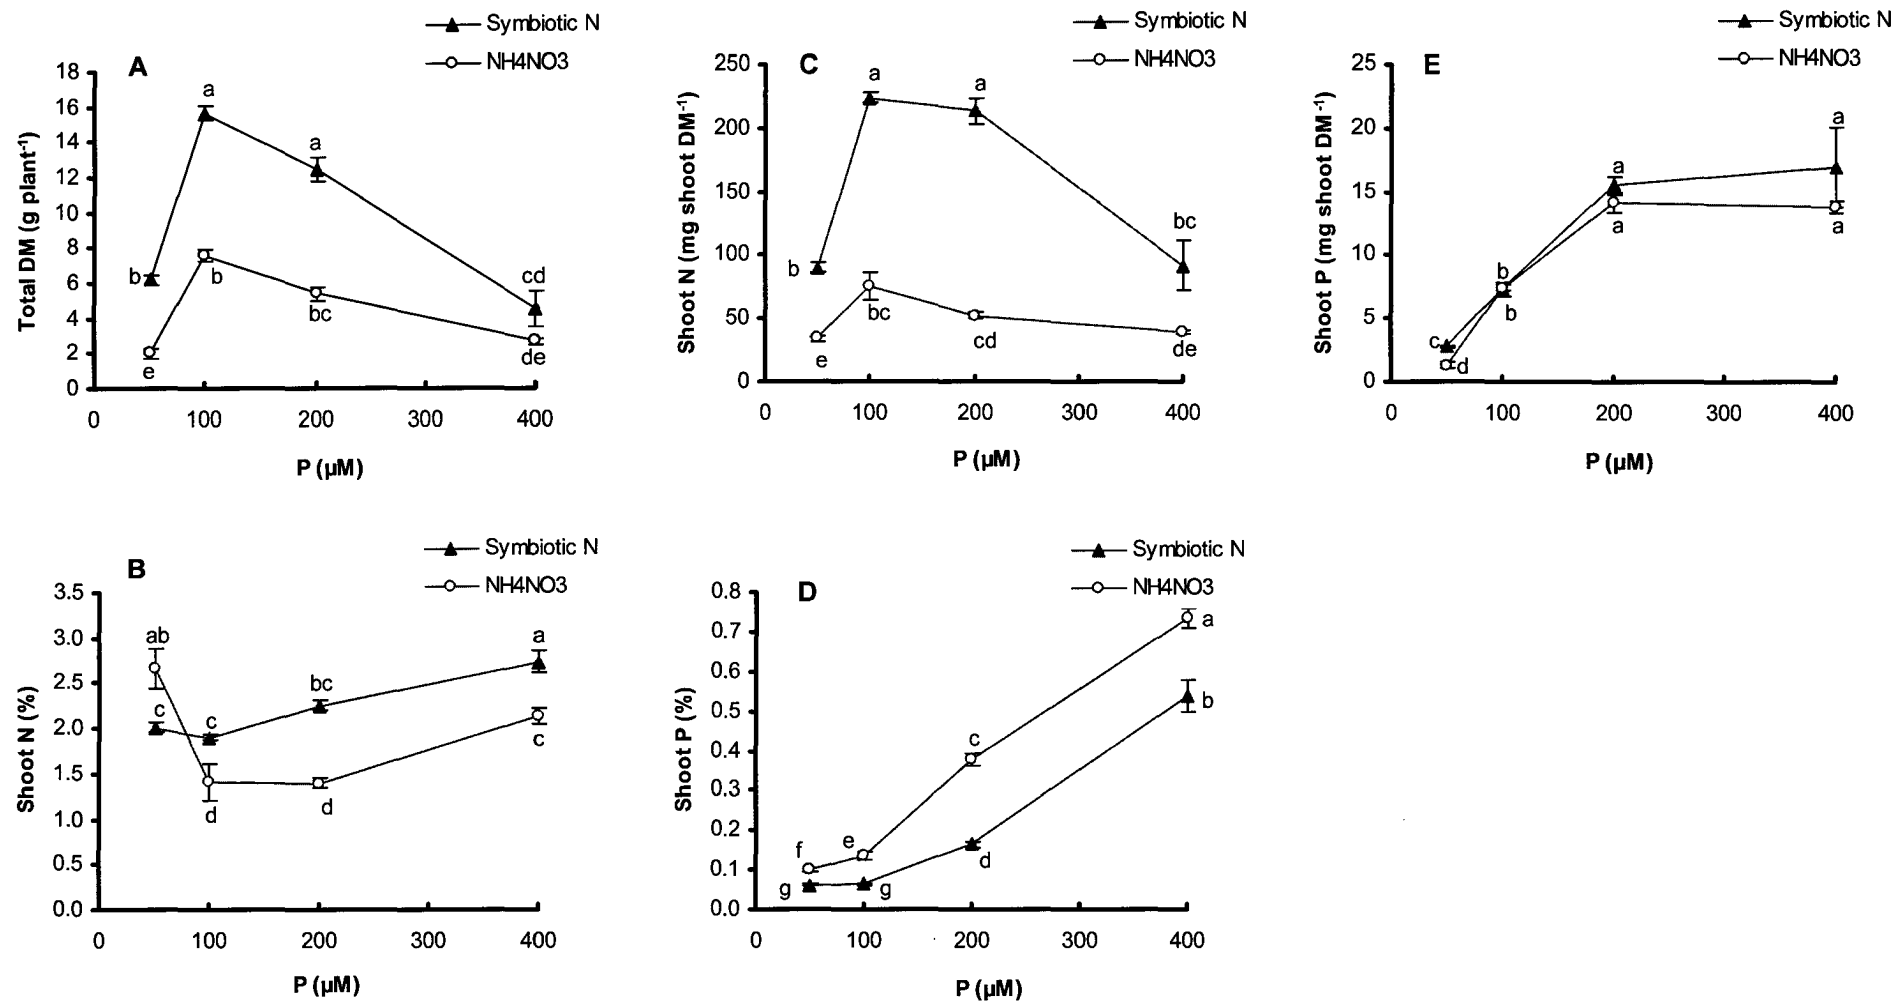 Symbiotic N
NH4NO3
A
18
16
14
12
10
8
6
4
2
0
Total DM (g plant⁻¹)
a
a
b
b
bc
cd
e
de
0 100 200 300 400
P (µM)
Symbiotic N
NH4NO3
C
250
200
150
100
50
0
Shoot N (mg shoot DM⁻¹)
a
a
b
bc
bc
cd
e
de
0 100 200 300 400
P (µM)
Symbiotic N
NH4NO3
E
25
20
15
10
5
0
Shoot P (mg shoot DM⁻¹)
a
a
a
a
b
b
c
d
0 100 200 300 400
P (µM)
Symbiotic N
NH4NO3
B
3.5
3.0
2.5
2.0
1.5
1.0
0.5
0.0
Shoot N (%)
ab
a
bc
c
c
c
d
d
0 100 200 300 400
P (µM)
Symbiotic N
NH4NO3
D
0.8
0.7
0.6
0.5
0.4
0.3
0.2
0.1
0.0
Shoot P (%)
a
b
c
d
f
e
g
g
0 100 200 300 400
P (µM)